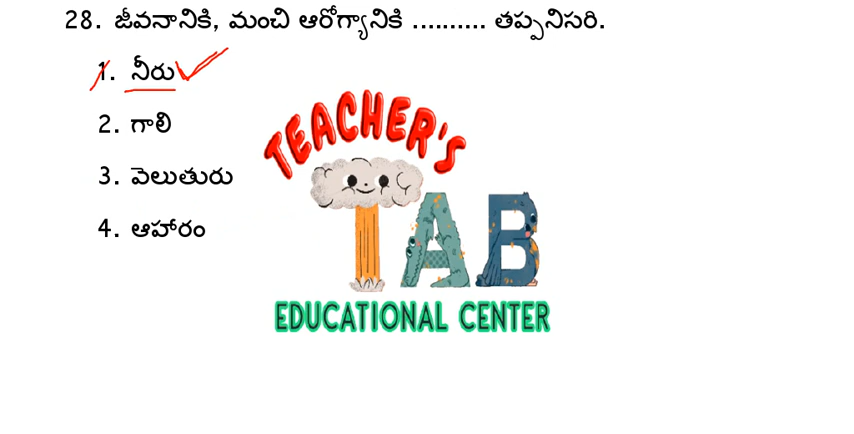 28. జీవనానికి, మంచి ఆరోగ్యానికి .......... తప్పనిసరి.
1. నీరు
2. గాలి
3. వెలుతురు
4. ఆహారం
TEACHER'S
TAB
EDUCATIONAL CENTER